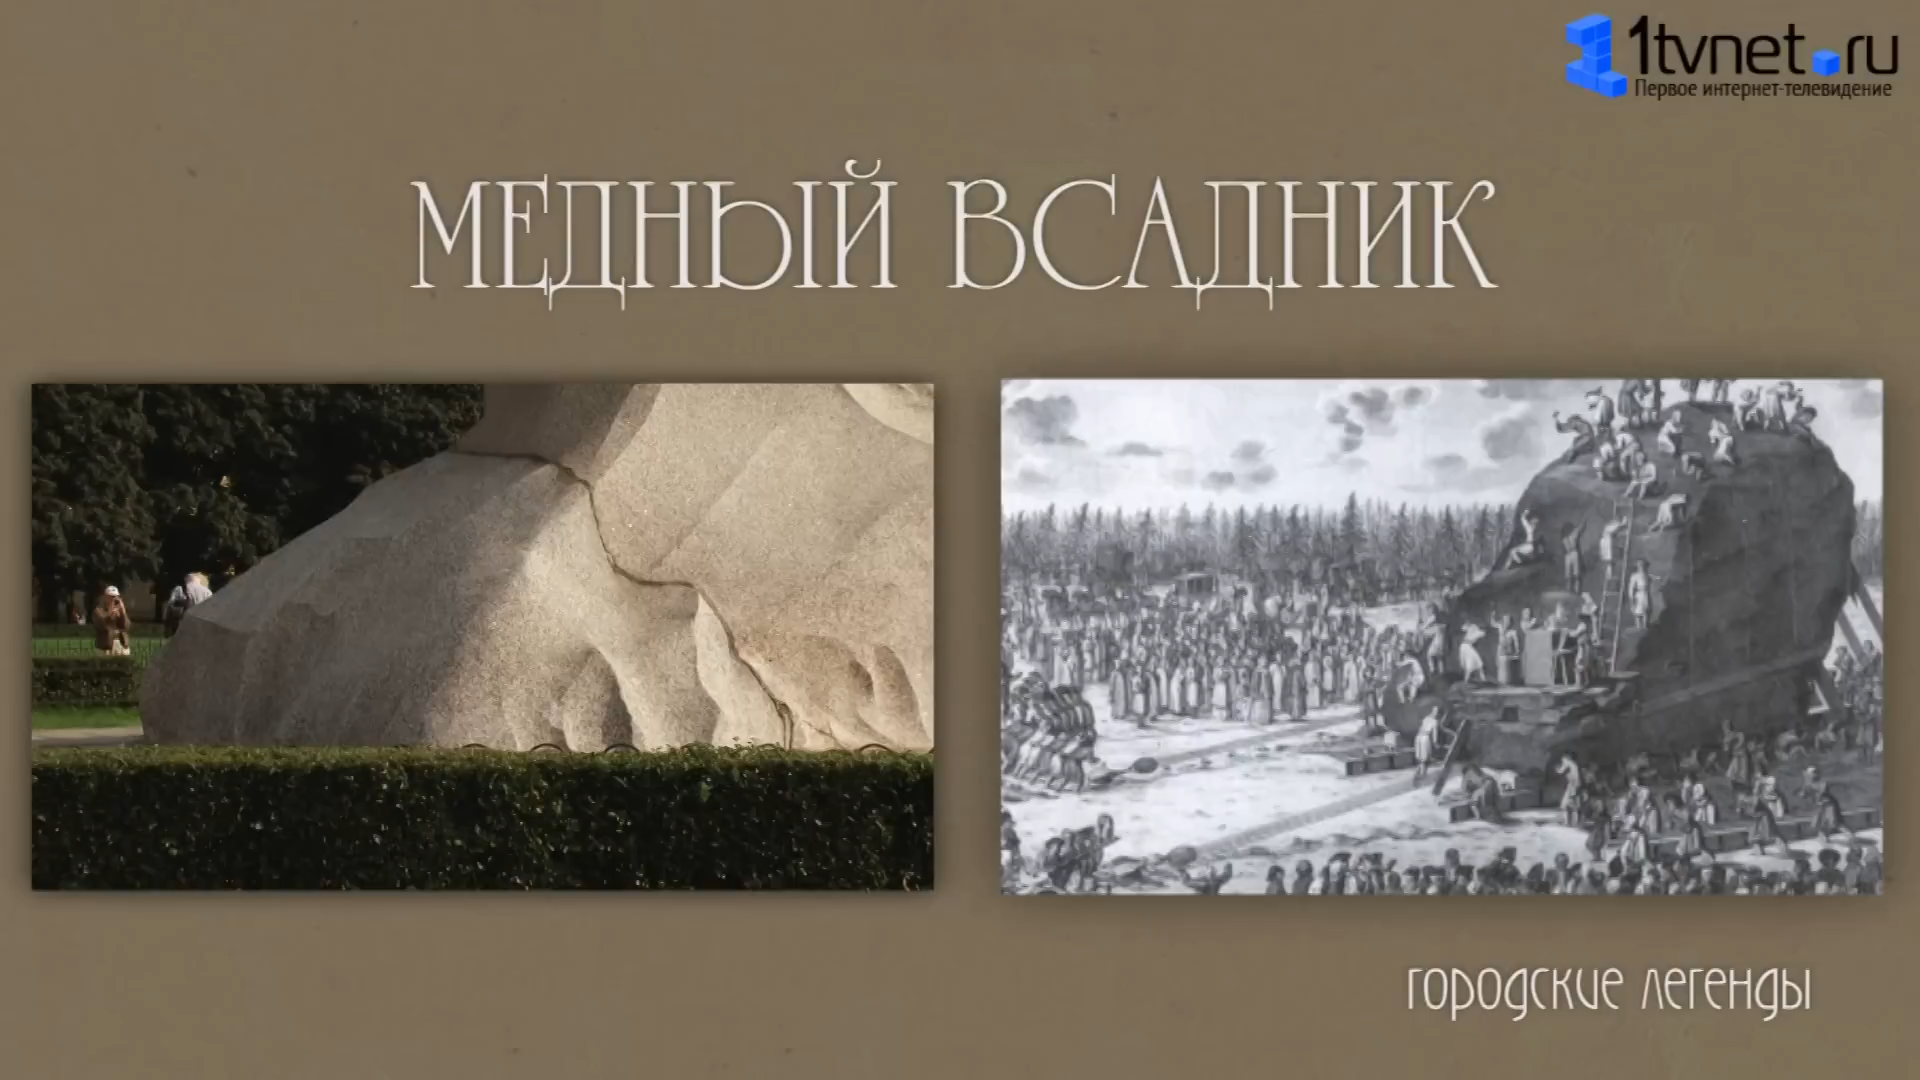 1tvnet.ru
Первое интернет-телевидение
МЕДНЫЙ ВСАДНИК
городские легенды